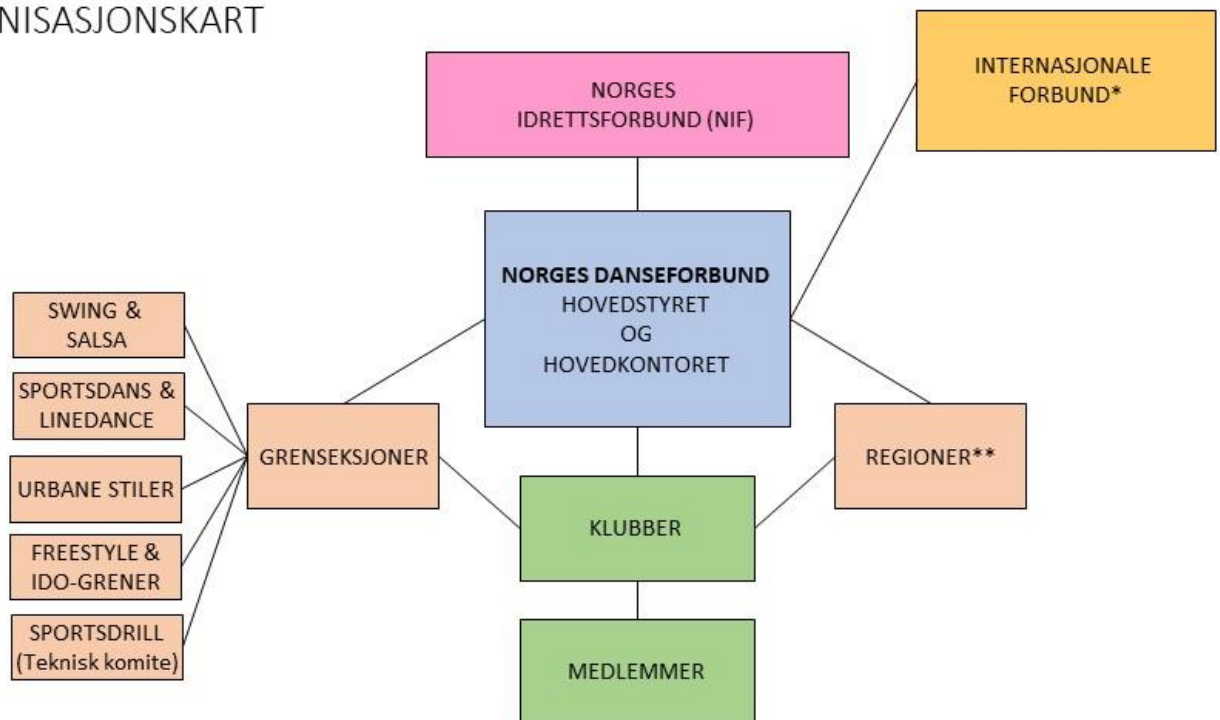 NISASJONSKART
NORGES
IDRETTSFORBUND (NIF)
INTERNASJONALE
FORBUND*
NORGES DANSEFORBUND
HOVEDSTYRET
OG
HOVEDKONTORET
SWING &
SALSA
SPORTSDANS &
LINEDANCE
URBANE STILER
FREESTYLE &
IDO-GRENER
SPORTSDRILL
(Teknisk komite)
GRENSEKSJONER
REGIONER**
KLUBBER
MEDLEMMER